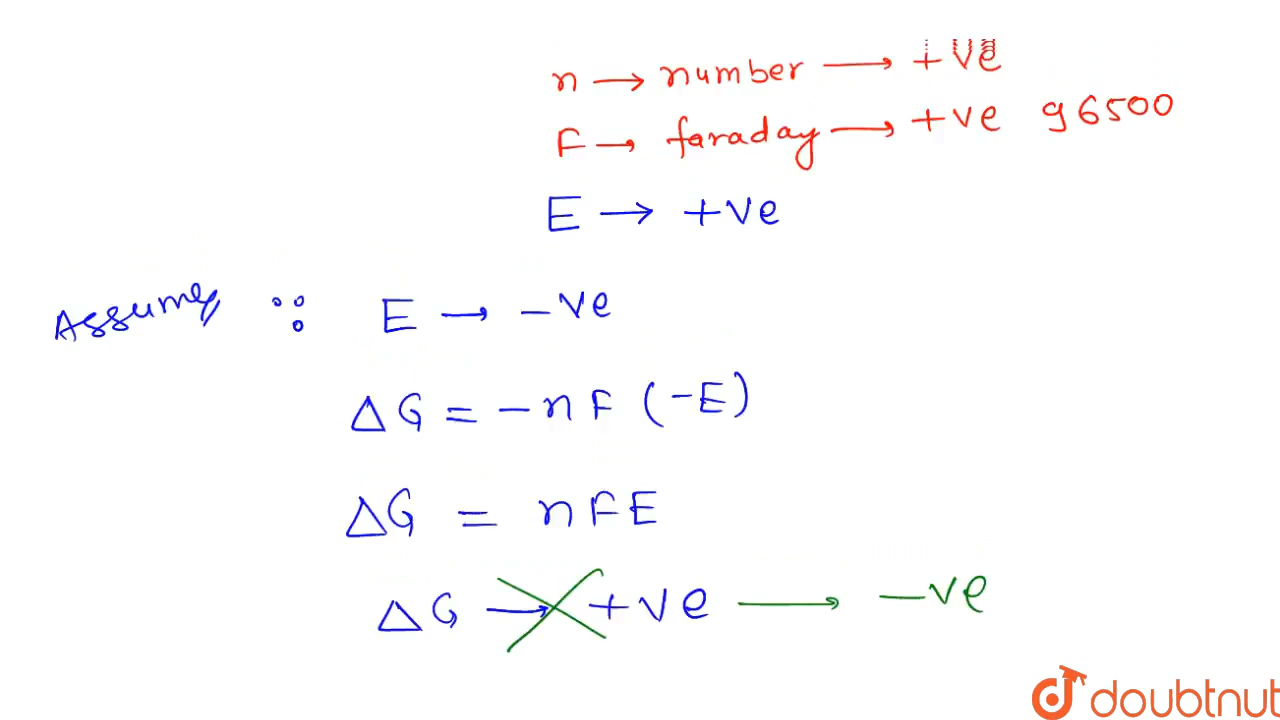 n → number → +ve
F → faraday → +ve 96500
E → +ve
Assume, ∵ E → -ve
ΔG = -nF(-E)
ΔG = nFE
ΔG → +ve → -ve
doubtnut